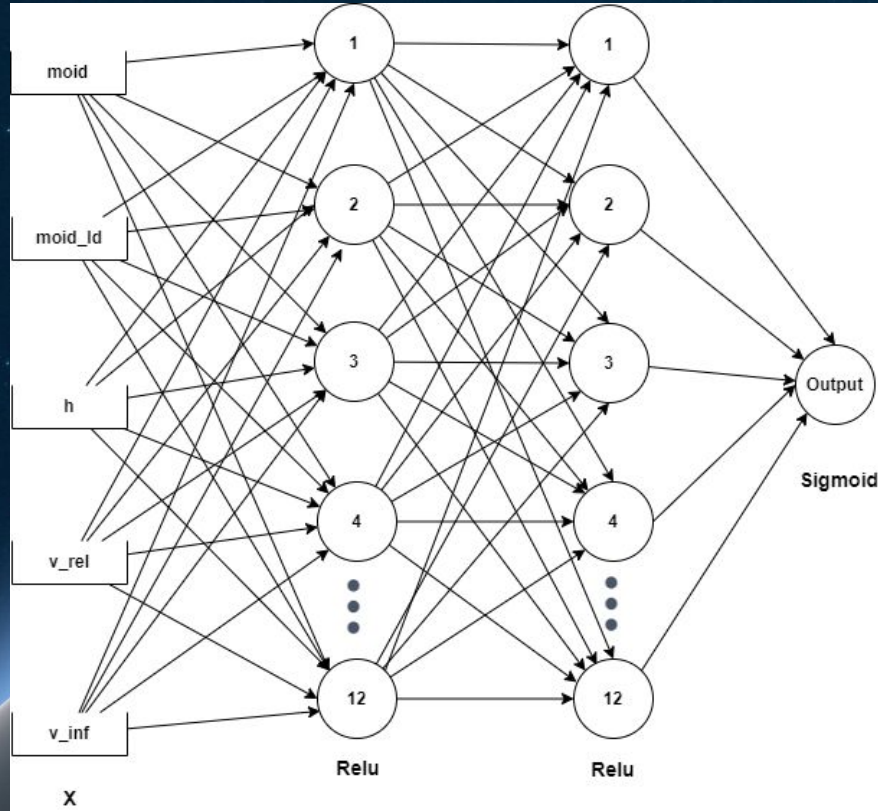 moid
moid_ld
h
v_rel
v_inf
X
1
2
3
4
12
Relu
1
2
3
4
12
Relu
Output
Sigmoid